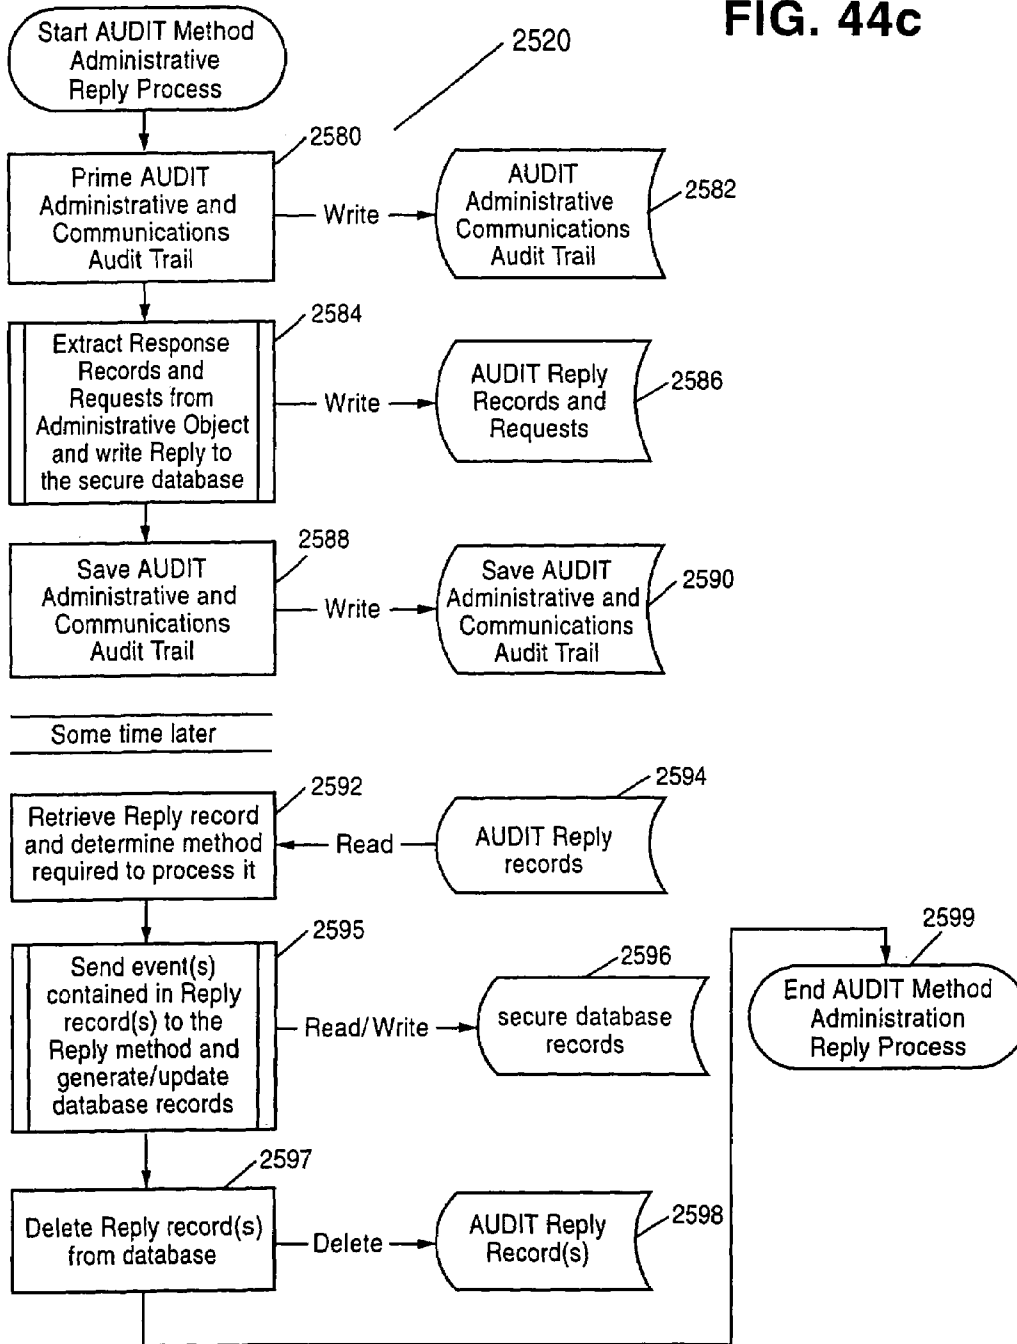 FIG. 44c
Start AUDIT Method
Administrative
Reply Process
2520
2580
Prime AUDIT
Administrative and
Communications
Audit Trail
Write
AUDIT
Administrative
Communications
Audit Trail
2582
2584
Extract Response
Records and
Requests from
Administrative Object
and write Reply to
the secure database
Write
AUDIT Reply
Records and
Requests
2586
2588
Save AUDIT
Administrative and
Communications
Audit Trail
Write
Save AUDIT
Administrative and
Communications
Audit Trail
2590
Some time later
2592
Retrieve Reply record
and determine method
required to process it
Read
2594
AUDIT Reply
records
2595
Send event(s)
contained in Reply
record(s) to the
Reply method and
generate/update
database records
Read/Write
2596
secure database
records
2597
Delete Reply record(s)
from database
Delete
AUDIT Reply
Record(s)
2598
2599
End AUDIT Method
Administration
Reply Process